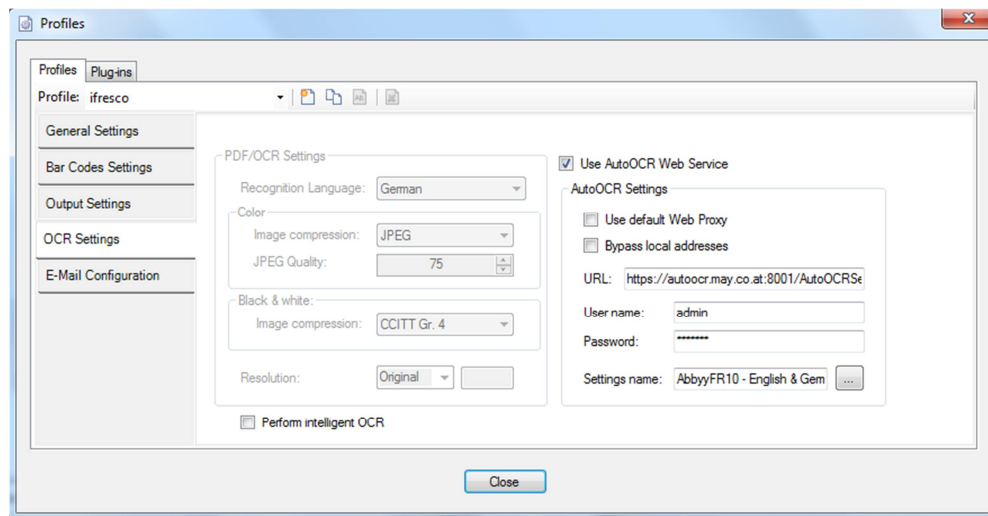 Profiles
Profiles Plug-ins
Profile: ifresco
General Settings
Bar Codes Settings
Output Settings
OCR Settings
E-Mail Configuration
PDF/OCR Settings
Recognition Language: German
Color
Image compression: JPEG
JPEG Quality: 75
Black & white:
Image compression: CCITT Gr. 4
Resolution: Original
Perform intelligent OCR
Use AutoOCR Web Service
AutoOCR Settings
Use default Web Proxy
Bypass local addresses
URL: https://autoocr.may.co.at:8001/AutoOCRSe
User name: admin
Password: *******
Settings name: AbbyyFR10 - English & Gem ...
Close